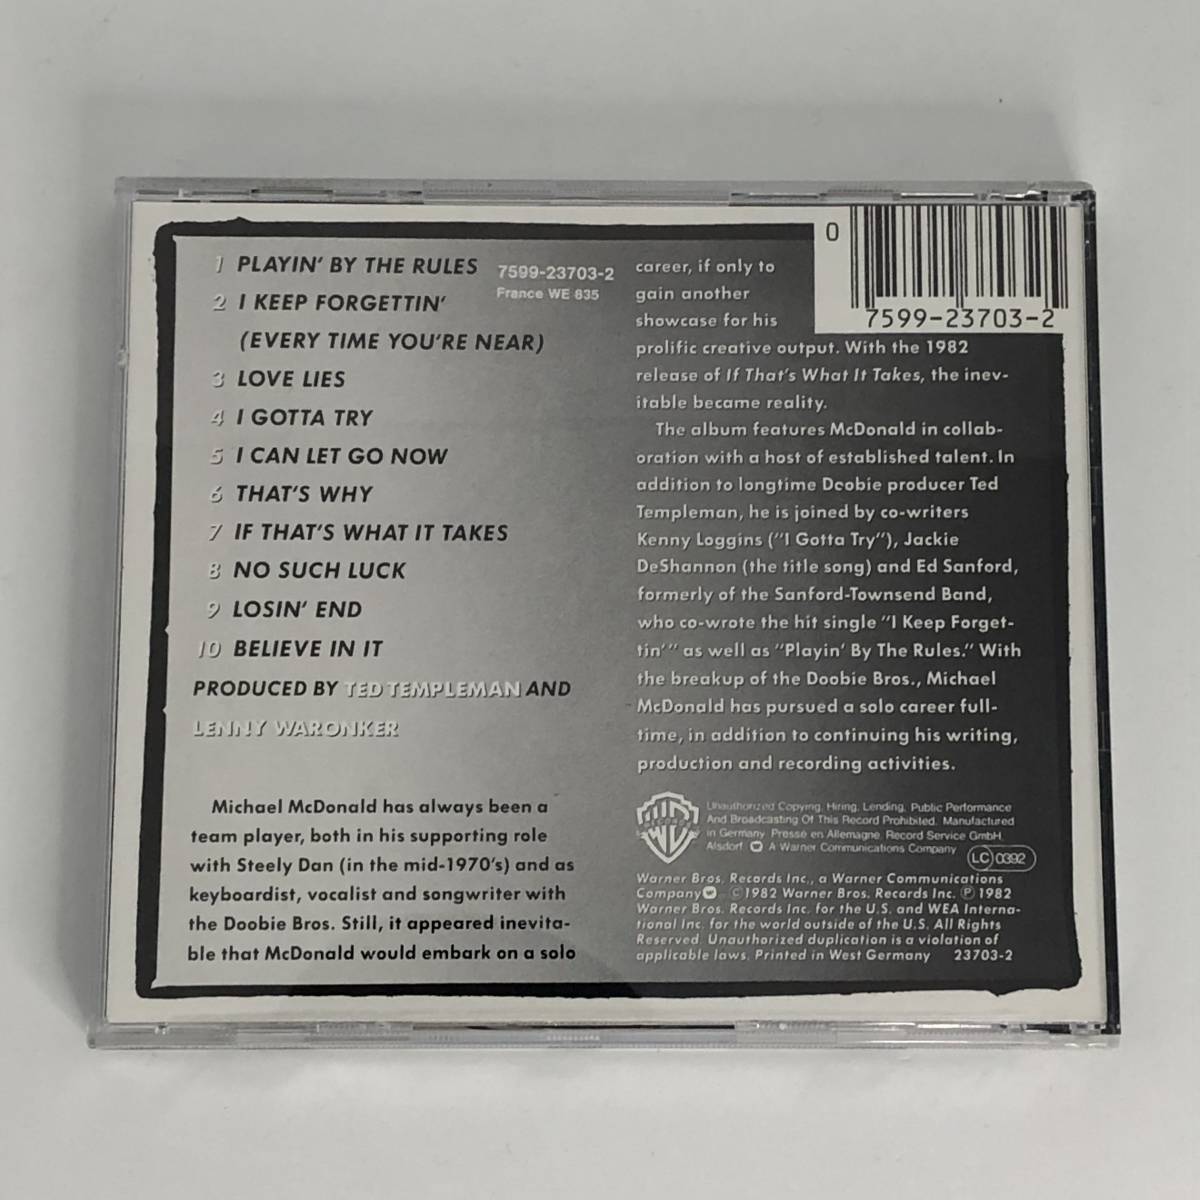 1 PLAYIN' BY THE RULES
2 I KEEP FORGETTIN'
(EVERY TIME YOU'RE NEAR)
3 LOVE LIES
4 I GOTTA TRY
5 I CAN LET GO NOW
6 THAT'S WHY
7 IF THAT'S WHAT IT TAKES
8 NO SUCH LUCK
9 LOSIN' END
10 BELIEVE IN IT
PRODUCED BY TED TEMPLEMAN AND
LENNY WARONKER
7599-23703-2
France WE 835
Michael McDonald has always been a
team player, both in his supporting role
with Steely Dan (in the mid-1970's) and as
keyboardist, vocalist and songwriter with
the Doobie Bros. Still, it appeared inevita-
ble that McDonald would embark on a solo
career, if only to
gain another
showcase for his
prolific creative output. With the 1982
release of If That's What It Takes, the inev-
itable became reality.
The album features McDonald in collab-
oration with a host of established talent. In
addition to longtime Doobie producer Ted
Templeman, he is joined by co-writers
Kenny Loggins ("I Gotta Try"), Jackie
DeShannon (the title song) and Ed Sanford,
formerly of the Sanford-Townsend Band,
who co-wrote the hit single "I Keep Forget-
tin'" as well as "Playin' By The Rules." With
the breakup of the Doobie Bros., Michael
McDonald has pursued a solo career full-
time, in addition to continuing his writing,
production and recording activities.
0
7599-23703-2
RECORDS
Unauthorized Copying, Hiring, Lending, Public Performance
And Broadcasting Of This Record Prohibited. Manufactured
in Germany. Pressé en Allemagne. Record Service GmbH.
Alsdorf. A Warner Communications Company
LC 0392
Warner Bros. Records Inc., a Warner Communications
Company © 1982 Warner Bros. Records Inc. ℗ 1982
Warner Bros. Records Inc. for the U.S. and WEA Interna-
tional Inc. for the world outside of the U.S. All Rights
Reserved. Unauthorized duplication is a violation of
applicable laws. Printed in West Germany 23703-2